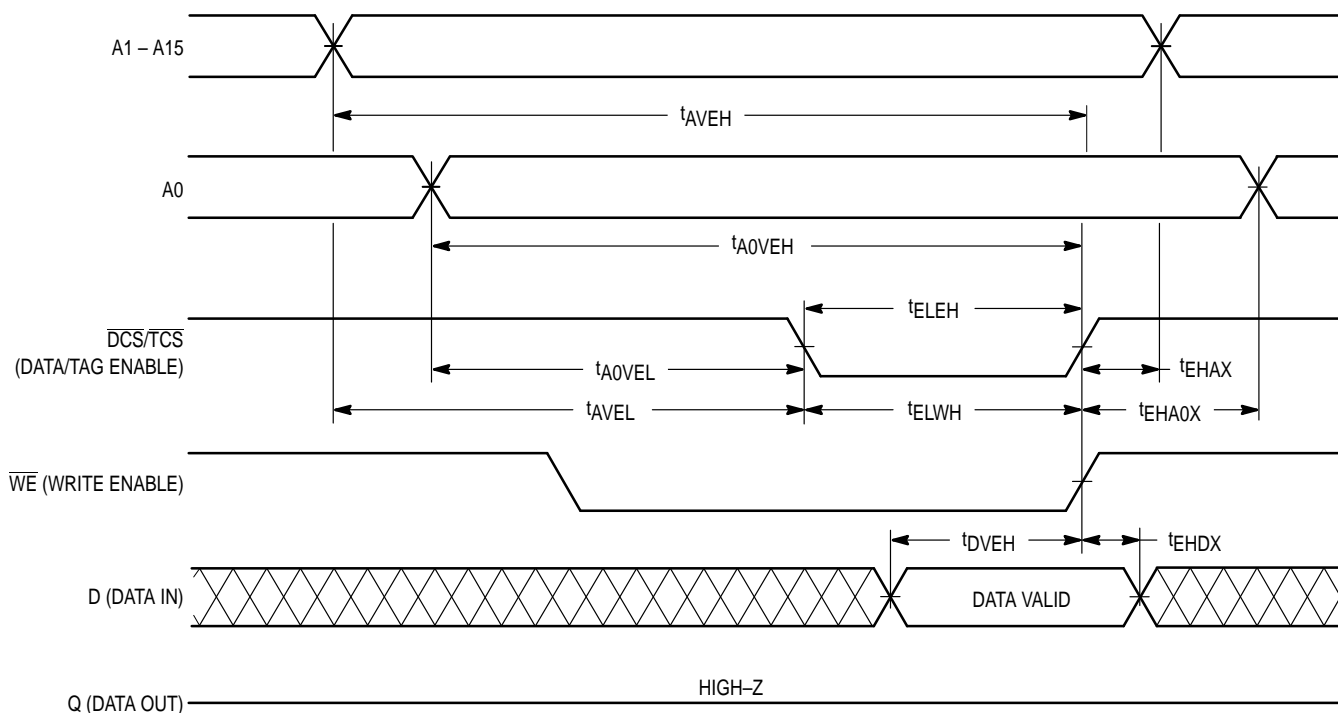 A1 – A15
tAVEH
A0
tA0VEH
tELEH
DCS/TCS
(DATA/TAG ENABLE)
tA0VEL
tEHAX
tAVEL
tELWH
tEHA0X
WE (WRITE ENABLE)
tDVEH
tEHDX
D (DATA IN)
DATA VALID
HIGH–Z
Q (DATA OUT)